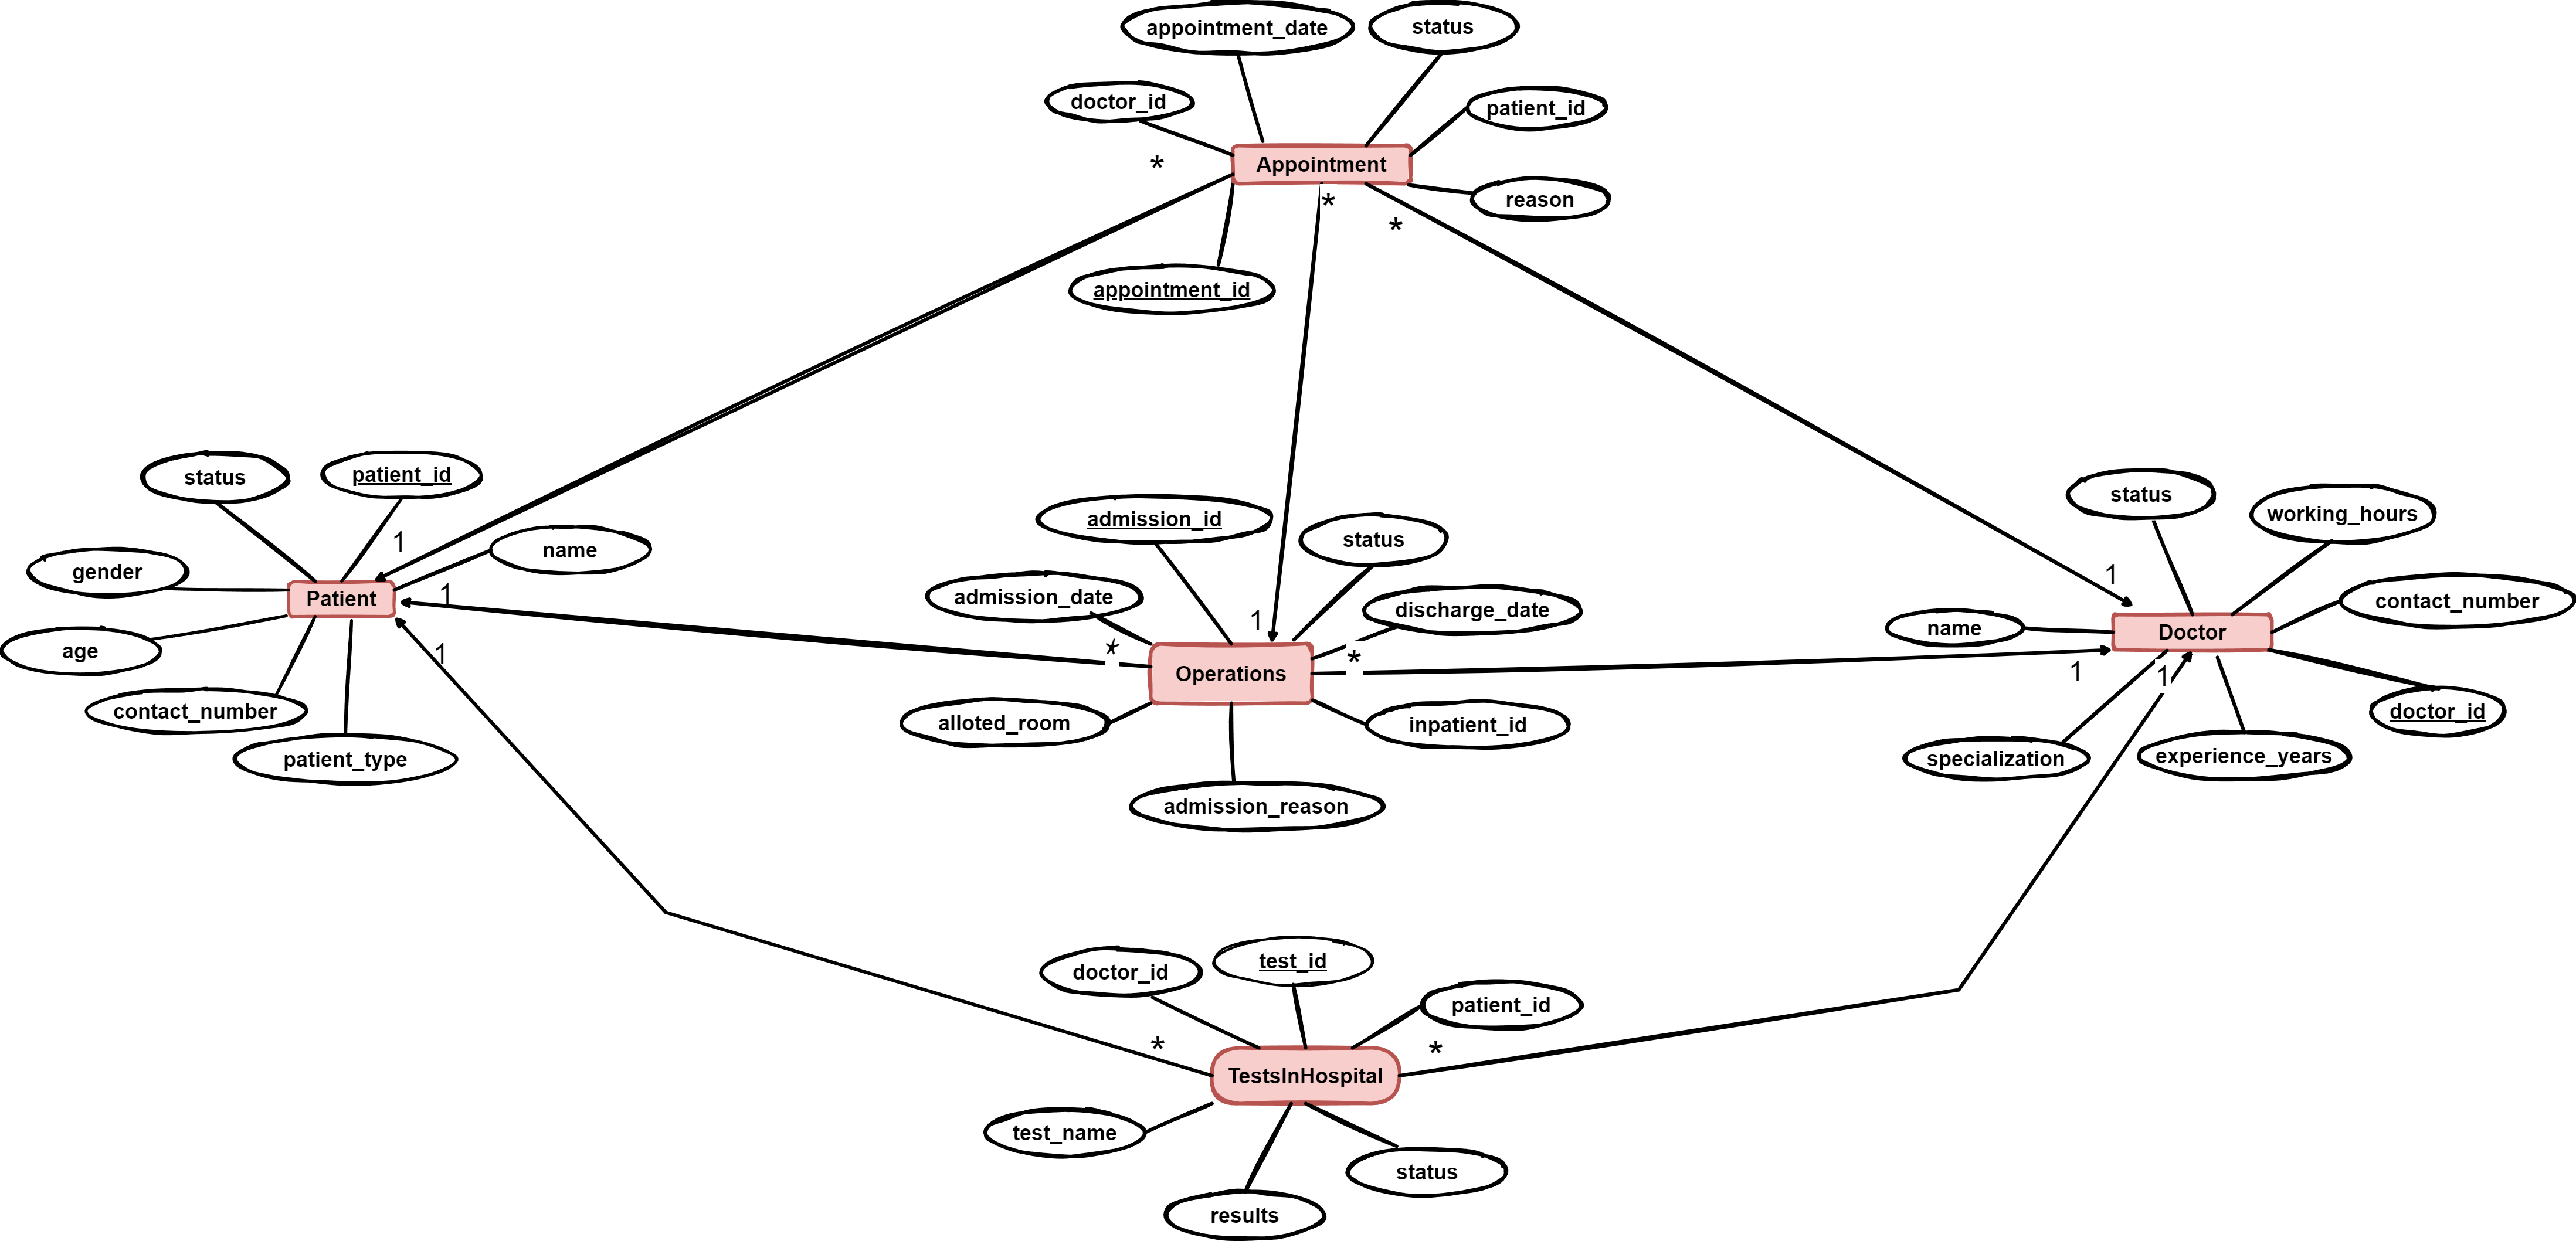 appointment_date
status
doctor_id
patient_id
*
Appointment
reason
*
*
appointment_id
status
patient_id
name
gender
1
Patient
1
age
1
contact_number
patient_type
admission_id
status
admission_date
discharge_date
1
*
*
Operations
alloted_room
inpatient_id
admission_reason
status
working_hours
1
contact_number
name
Doctor
1
1
doctor_id
specialization
experience_years
doctor_id
test_id
patient_id
*
*
TestsInHospital
test_name
status
results